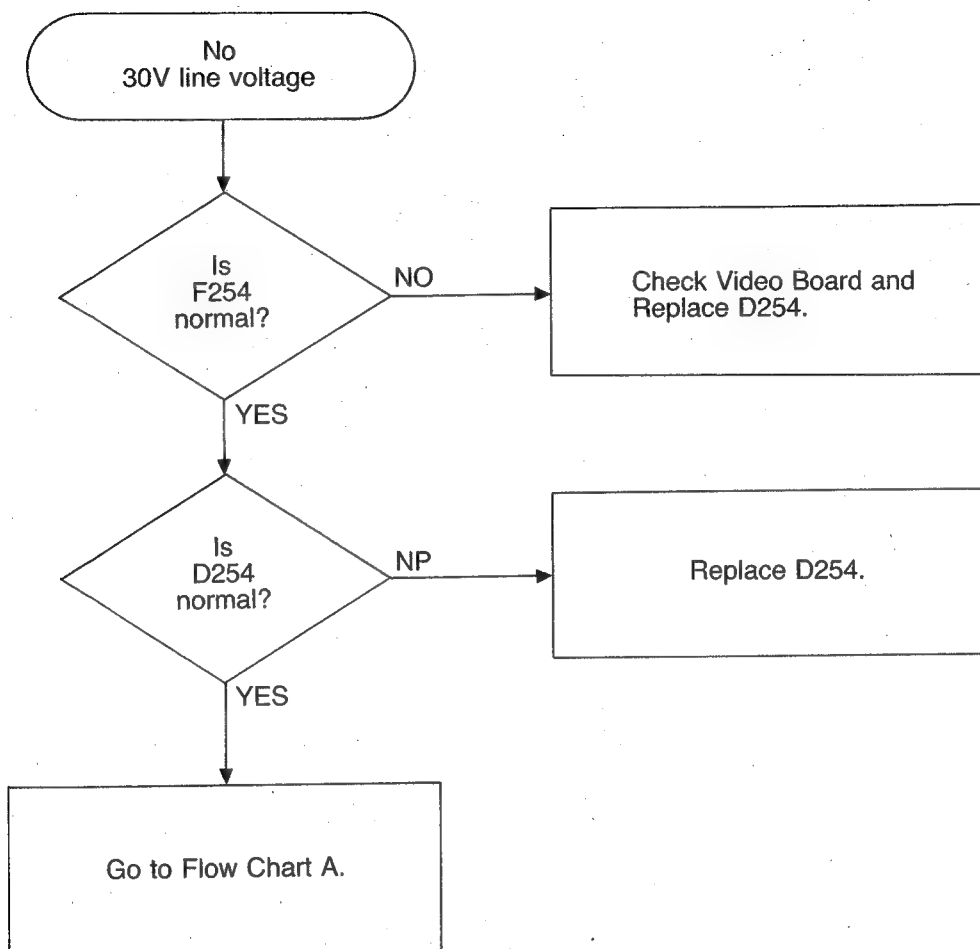 No
30V line voltage
Is
F254
normal?
NO
Check Video Board and
Replace D254.
YES
Is
D254
normal?
NP
Replace D254.
YES
Go to Flow Chart A.